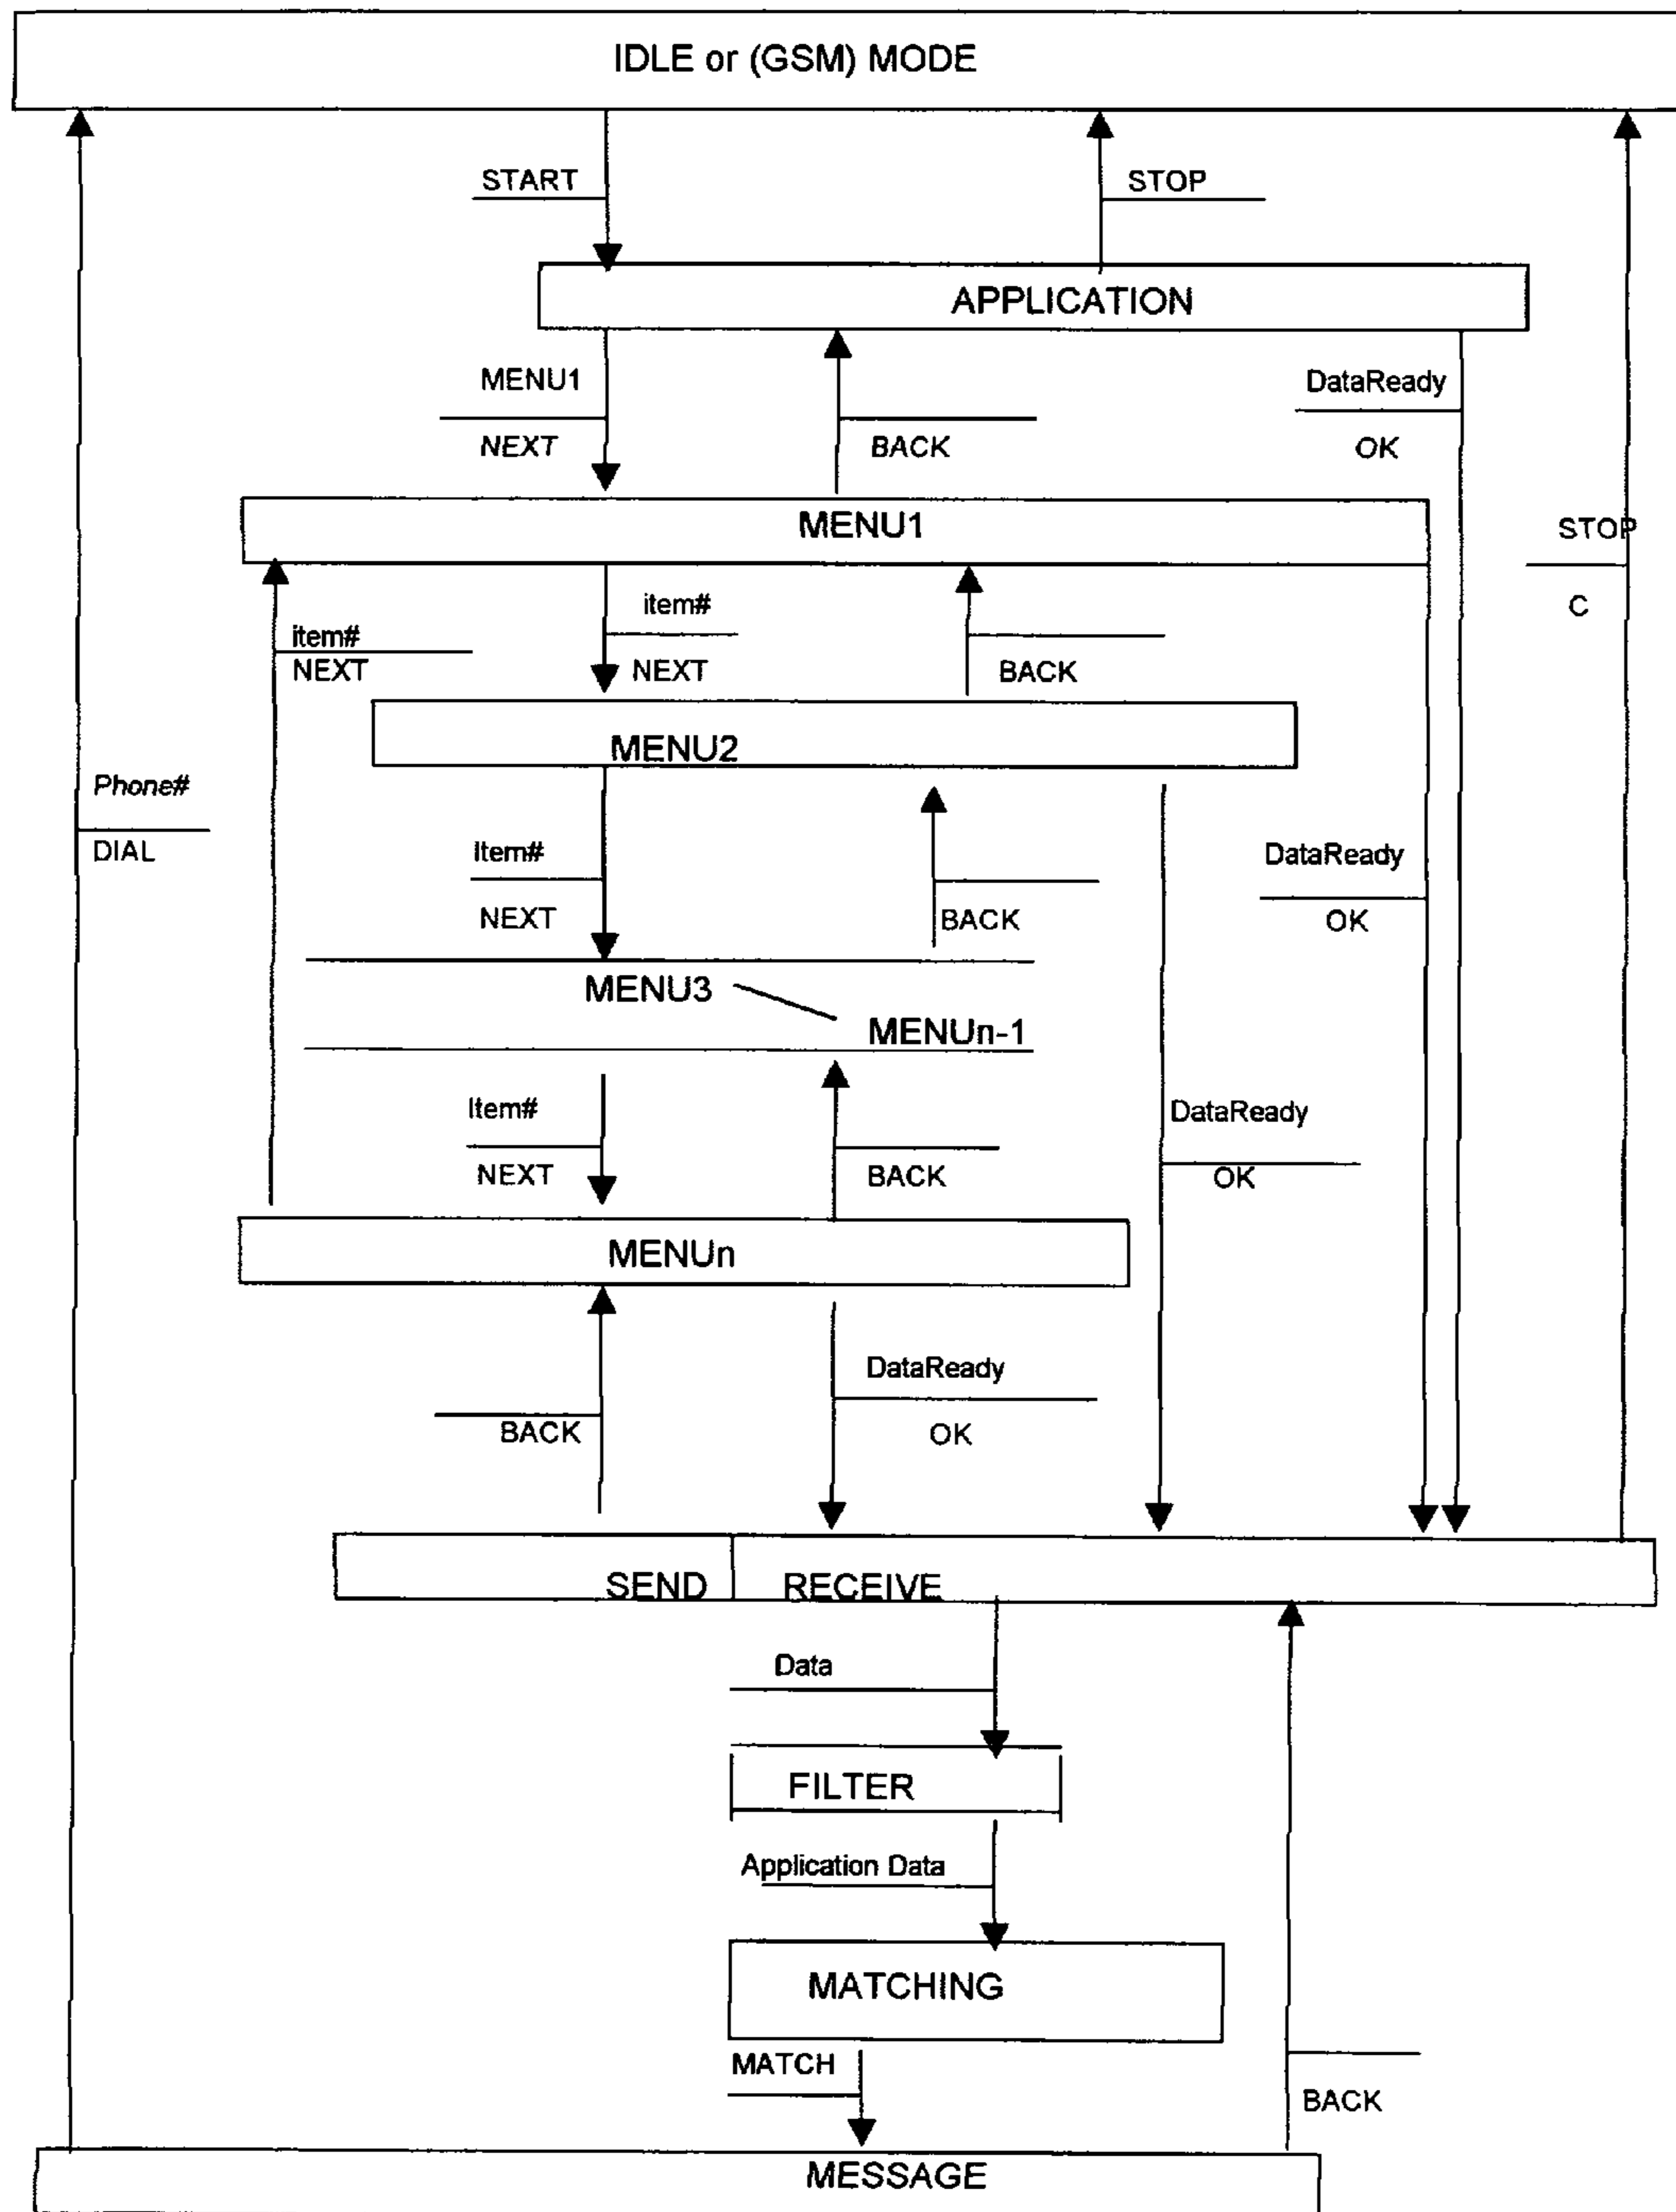 IDLE or (GSM) MODE
START
STOP
APPLICATION
MENU1
NEXT
BACK
DataReady
OK
MENU1
STOP
C
item#
NEXT
item#
NEXT
BACK
MENU2
Phone#
DIAL
Item#
NEXT
BACK
DataReady
OK
MENU3
MENUn-1
Item#
NEXT
BACK
DataReady
OK
MENUn
BACK
DataReady
OK
SEND
RECEIVE
Data
FILTER
Application Data
MATCHING
MATCH
BACK
MESSAGE